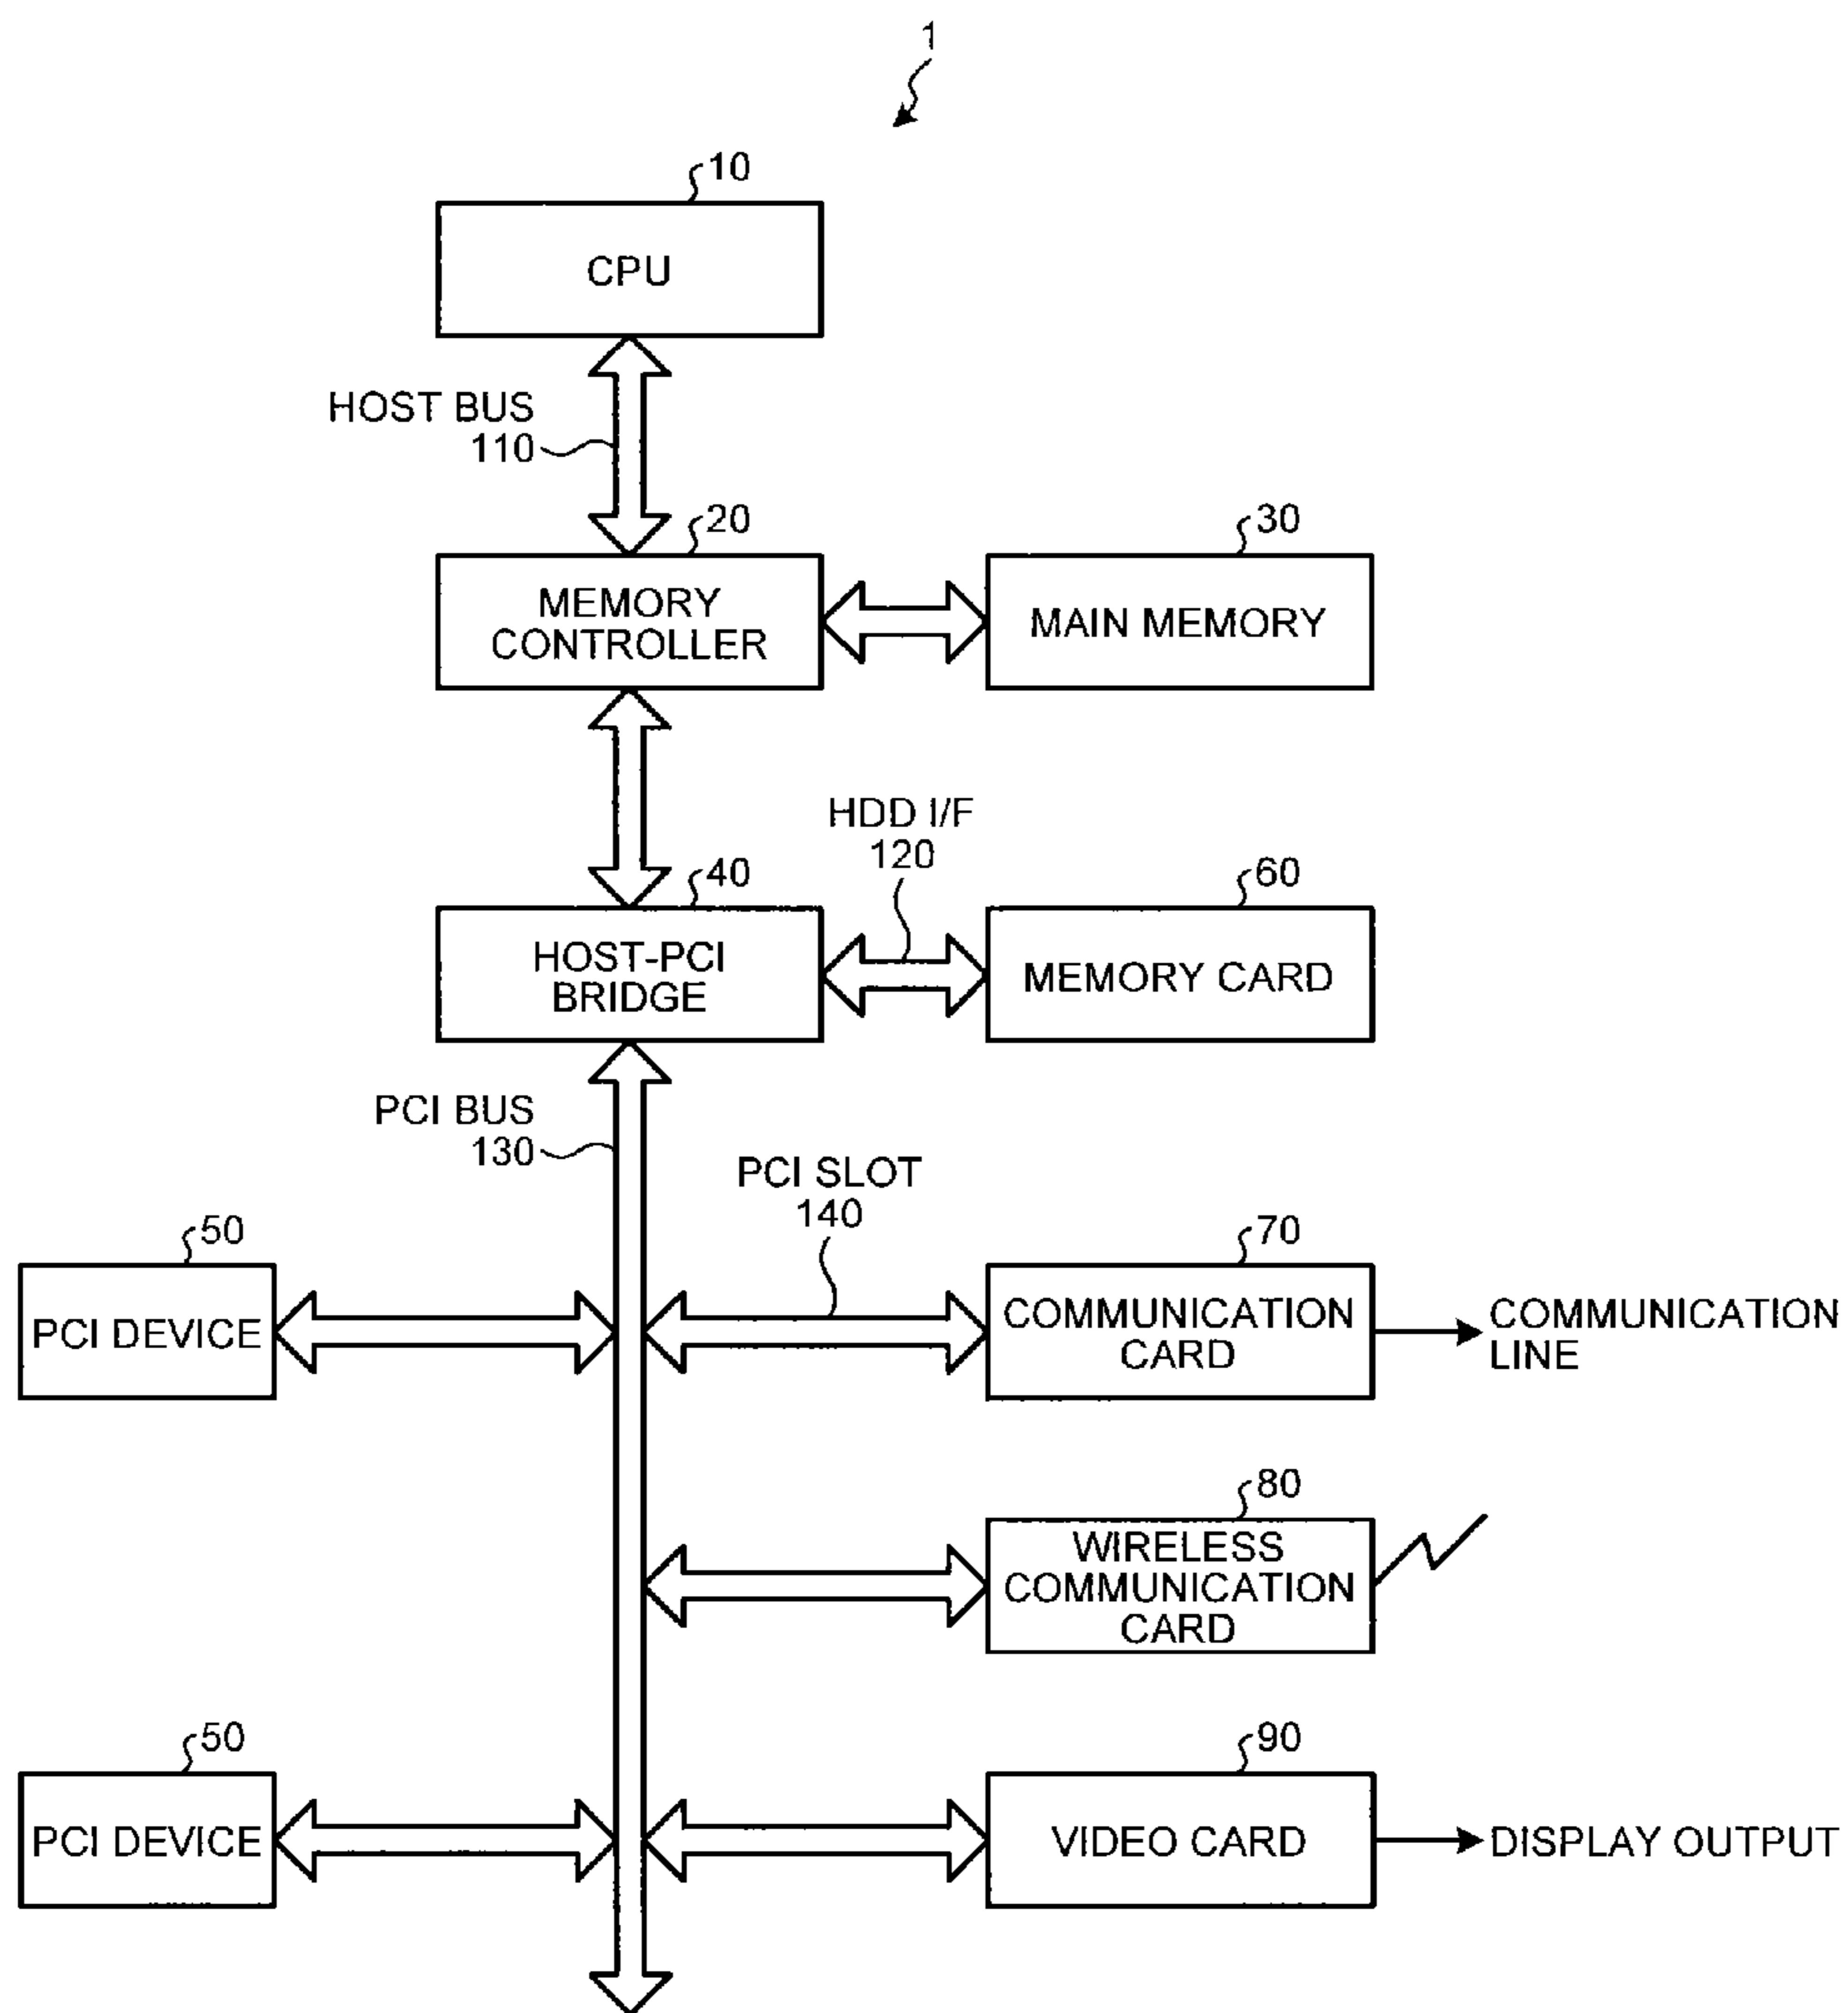 1
10
CPU
HOST BUS
110
20
MEMORY
CONTROLLER
30
MAIN MEMORY
HDD I/F
120
40
HOST-PCI
BRIDGE
60
MEMORY CARD
PCI BUS
130
PCI SLOT
140
50
PCI DEVICE
70
COMMUNICATION
CARD
COMMUNICATION
LINE
80
WIRELESS
COMMUNICATION
CARD
50
PCI DEVICE
90
VIDEO CARD
DISPLAY OUTPUT